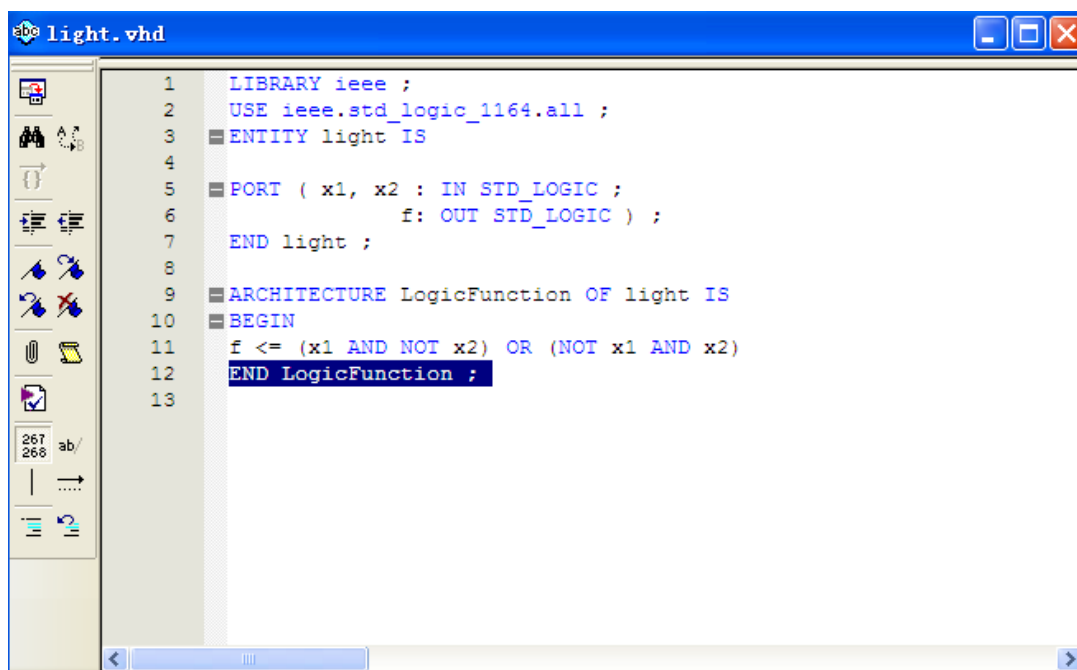 abc light.vhd
1 LIBRARY ieee ;
2 USE ieee.std_logic_1164.all ;
3 ENTITY light IS
4
5 PORT ( x1, x2 : IN STD_LOGIC ;
6 f: OUT STD_LOGIC ) ;
7 END light ;
8
9 ARCHITECTURE LogicFunction OF light IS
10 BEGIN
11 f <= (x1 AND NOT x2) OR (NOT x1 AND x2)
12 END LogicFunction ;
13
A
B
{}
267
268
ab/